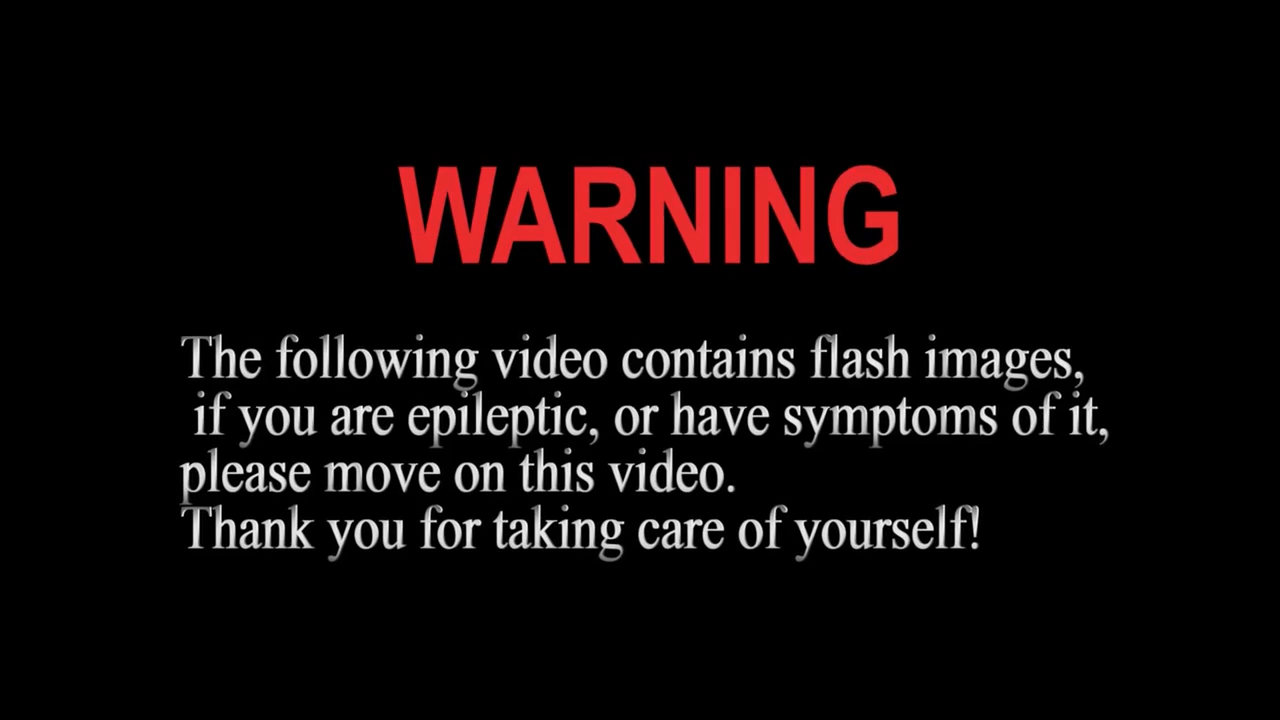 WARNING
The following video contains flash images,
if you are epileptic, or have symptoms of it,
please move on this video.
Thank you for taking care of yourself!